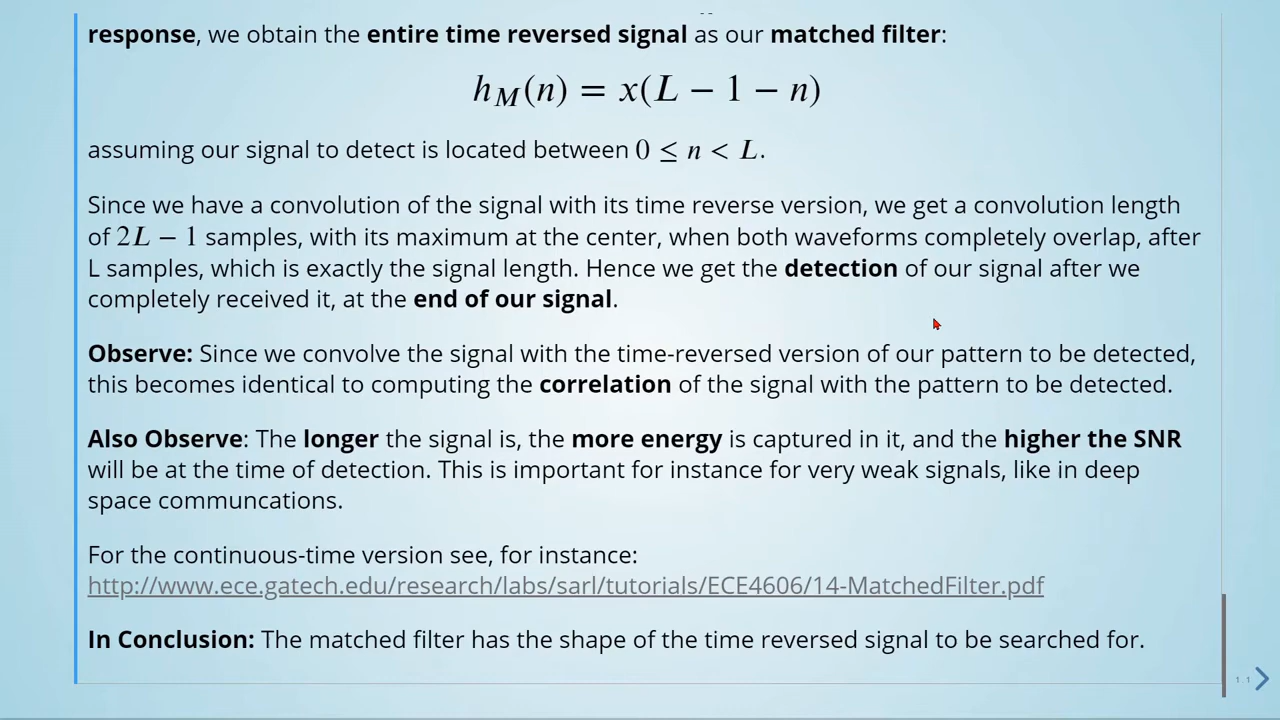 response, we obtain the entire time reversed signal as our matched filter:
h_M(n) = x(L − 1 − n)
assuming our signal to detect is located between 0 ≤ n < L.
Since we have a convolution of the signal with its time reverse version, we get a convolution length
of 2L − 1 samples, with its maximum at the center, when both waveforms completely overlap, after
L samples, which is exactly the signal length. Hence we get the detection of our signal after we
completely received it, at the end of our signal.
Observe: Since we convolve the signal with the time-reversed version of our pattern to be detected,
this becomes identical to computing the correlation of the signal with the pattern to be detected.
Also Observe: The longer the signal is, the more energy is captured in it, and the higher the SNR
will be at the time of detection. This is important for instance for very weak signals, like in deep
space communcations.
For the continuous-time version see, for instance:
http://www.ece.gatech.edu/research/labs/sarl/tutorials/ECE4606/14-MatchedFilter.pdf
In Conclusion: The matched filter has the shape of the time reversed signal to be searched for.